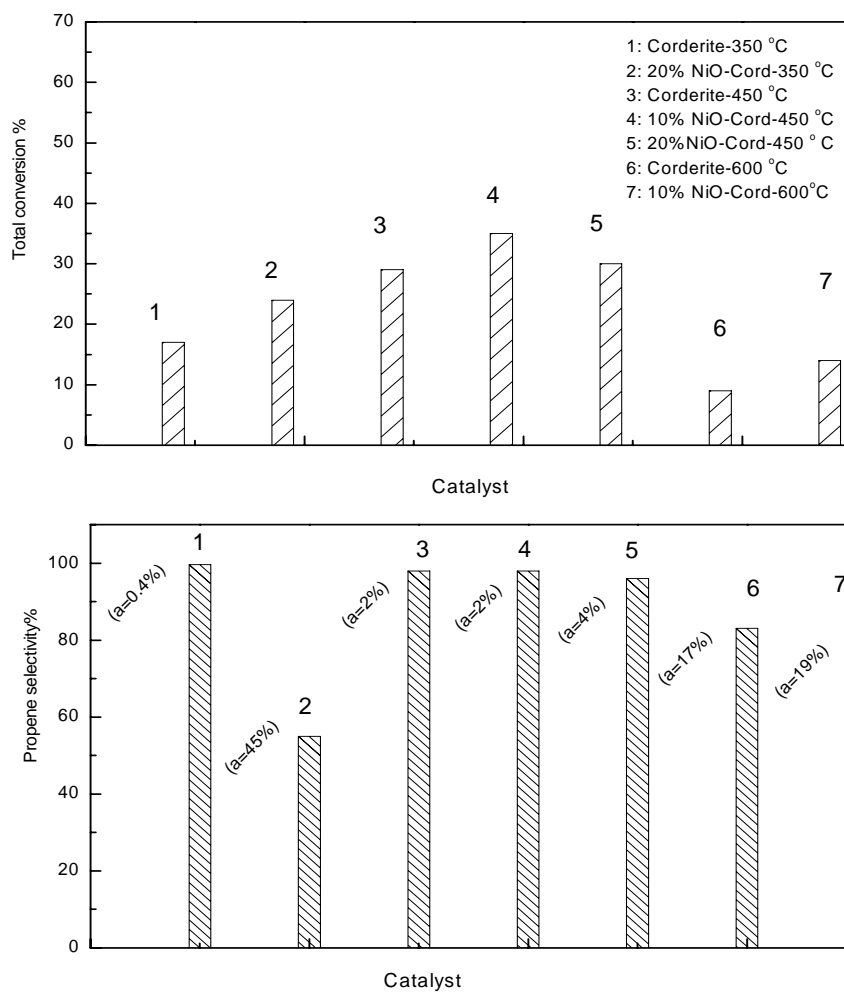 70
60
50
40
30
20
10
0
Total conversion %
1: Corderite-350 °C
2: 20% NiO-Cord-350 °C
3: Corderite-450 °C
4: 10% NiO-Cord-450 °C
5: 20%NiO-Cord-450 ° C
6: Corderite-600 °C
7: 10% NiO-Cord-600°C
1
2
3
4
5
6
7
Catalyst
100
80
60
40
20
0
Propene selectivity%
1
2
3
4
5
6
7
(a=0.4%)
(a=45%)
(a=2%)
(a=2%)
(a=4%)
(a=17%)
(a=19%)
Catalyst